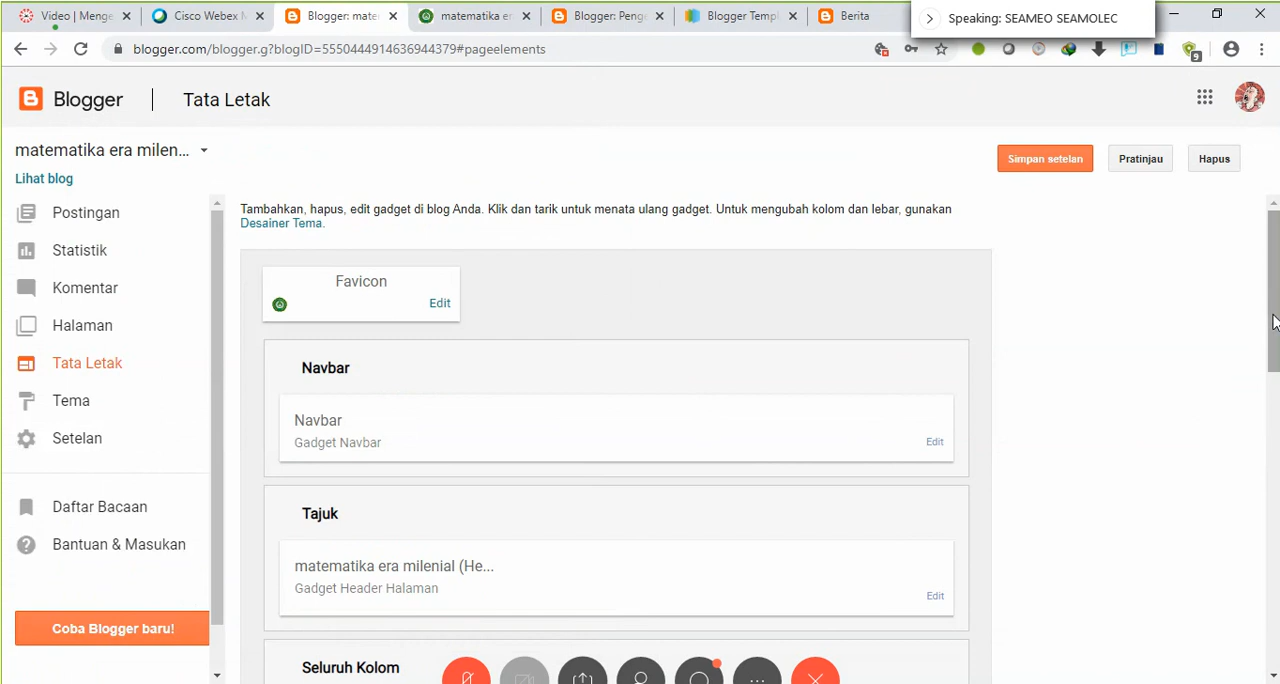 Video | Menge
Cisco Webex M
Blogger: mate
matematika er
Blogger: Penge
Blogger Temp
Berita
Speaking: SEAMEO SEAMOLEC
blogger.com/blogger.g?blogID=5550444914636944379#pageelements
9
Blogger
Tata Letak
matematika era milen...
Lihat blog
Simpan setelan
Pratinjau
Hapus
Postingan
Statistik
Komentar
Halaman
Tata Letak
Tema
Setelan
Daftar Bacaan
Bantuan & Masukan
Coba Blogger baru!
Tambahkan, hapus, edit gadget di blog Anda. Klik dan tarik untuk menata ulang gadget. Untuk mengubah kolom dan lebar, gunakan
Desainer Tema.
Favicon
Edit
Navbar
Navbar
Gadget Navbar
Edit
Tajuk
matematika era milenial (He...
Gadget Header Halaman
Edit
Seluruh Kolom